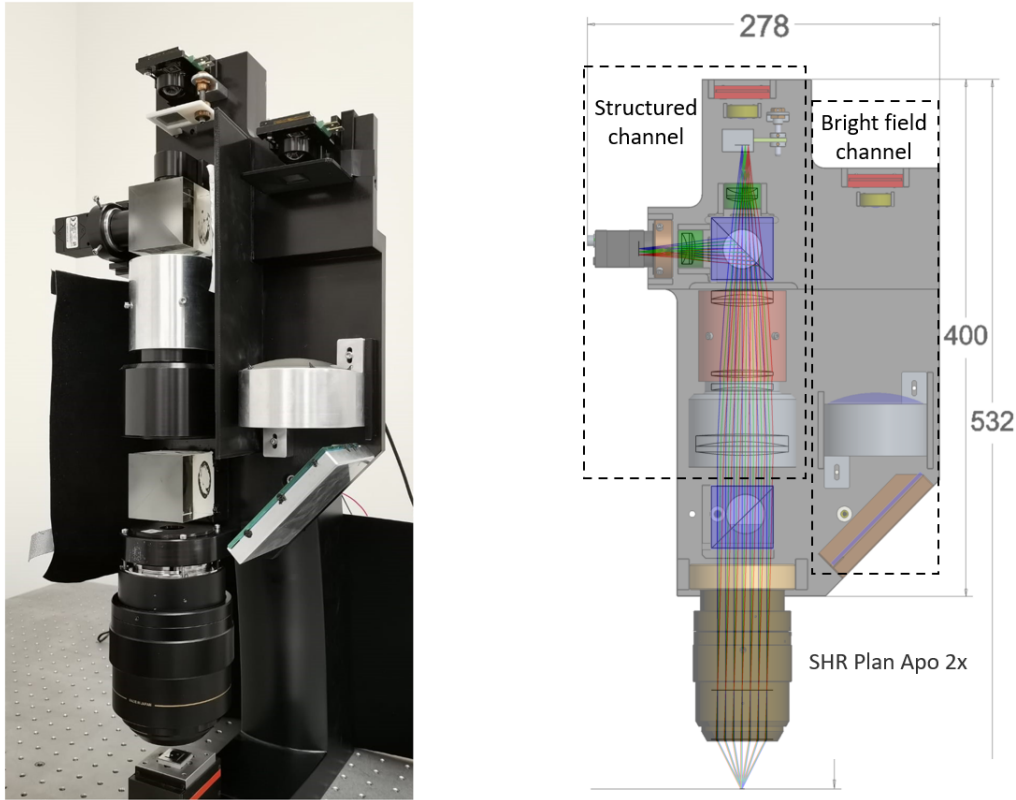 278
Structured
channel
Bright field
channel
400
532
SHR Plan Apo 2x